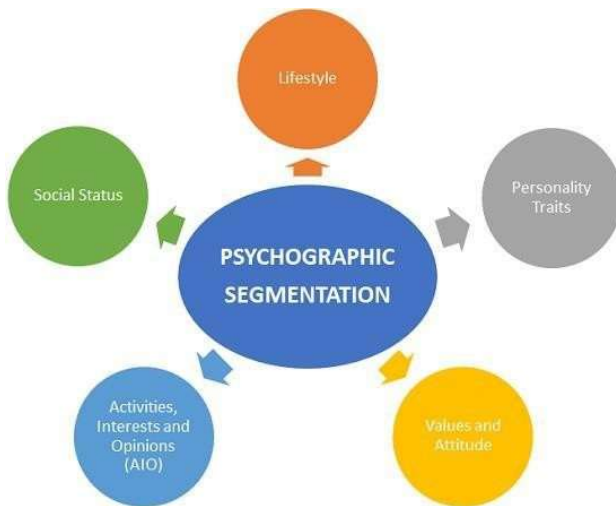 Lifestyle
Social Status
Personality
Traits
PSYCHOGRAPHIC
SEGMENTATION
Activities,
Interests and
Opinions
(AIO)
Values and
Attitude